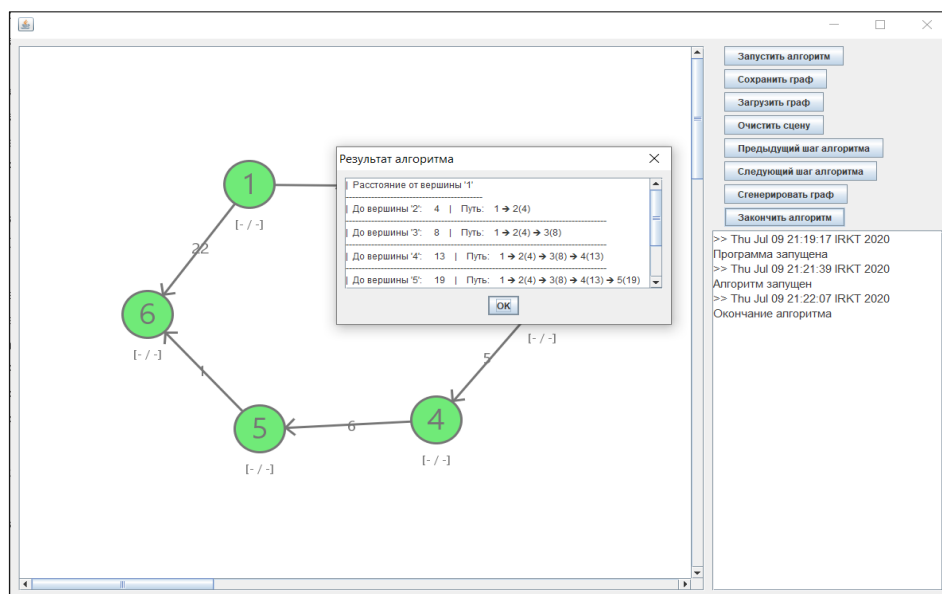 Запустить алгоритм
Сохранить граф
Загрузить граф
Очистить сцену
Предыдущий шаг алгоритма
Следующий шаг алгоритма
Сгенерировать граф
Закончить алгоритм
>> Thu Jul 09 21:19:17 IRKT 2020
Программа запущена
>> Thu Jul 09 21:21:39 IRKT 2020
Алгоритм запущен
>> Thu Jul 09 21:22:07 IRKT 2020
Окончание алгоритма
Результат алгоритма
| Расстояние от вершины '1'
| До вершины '2': 4 | Путь: 1 ➔ 2(4)
| До вершины '3': 8 | Путь: 1 ➔ 2(4) ➔ 3(8)
| До вершины '4': 13 | Путь: 1 ➔ 2(4) ➔ 3(8) ➔ 4(13)
| До вершины '5': 19 | Путь: 1 ➔ 2(4) ➔ 3(8) ➔ 4(13) ➔ 5(19)
OK
1
[- / -]
22
6
[- / -]
1
5
[- / -]
6
4
[- / -]
5
[- / -]